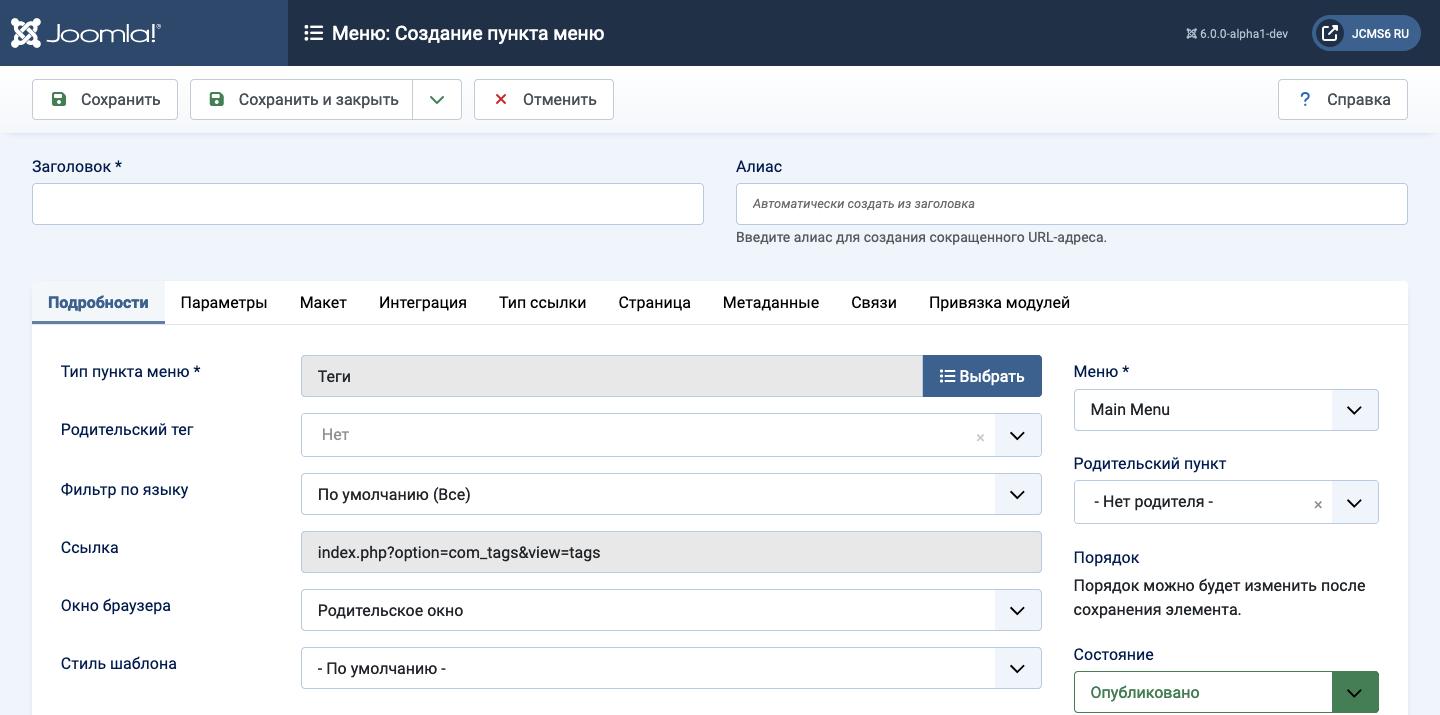 Joomla!®
Меню: Создание пункта меню
6.0.0-alpha1-dev
JCMS6 RU
Сохранить
Сохранить и закрыть
Отменить
? Справка
Заголовок *
Алиас
Автоматически создать из заголовка
Введите алиас для создания сокращенного URL-адреса.
Подробности
Параметры
Макет
Интеграция
Тип ссылки
Страница
Метаданные
Связи
Привязка модулей
Тип пункта меню *
Теги
Выбрать
Родительский тег
Нет
×
Фильтр по языку
По умолчанию (Все)
Ссылка
index.php?option=com_tags&view=tags
Окно браузера
Родительское окно
Стиль шаблона
- По умолчанию -
Меню *
Main Menu
Родительский пункт
- Нет родителя -
×
Порядок
Порядок можно будет изменить после
сохранения элемента.
Состояние
Опубликовано